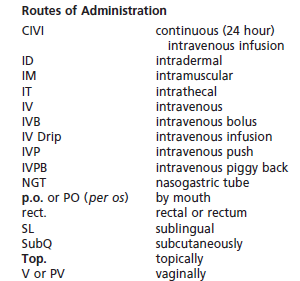 Routes of Administration
CIVI continuous (24 hour)
intravenous infusion
ID intradermal
IM intramuscular
IT intrathecal
IV intravenous
IVB intravenous bolus
IV Drip intravenous infusion
IVP intravenous push
IVPB intravenous piggy back
NGT nasogastric tube
p.o. or PO (per os) by mouth
rect. rectal or rectum
SL sublingual
SubQ subcutaneously
Top. topically
V or PV vaginally